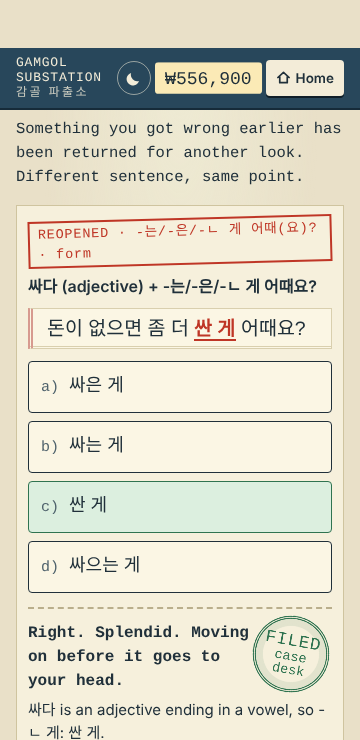 GAMGOL
SUBSTATION
감골 파출소
₩556,900
Home
Something you got wrong earlier has
been returned for another look.
Different sentence, same point.
REOPENED · -는/-은/-ㄴ 게 어때(요)?
· form
싸다 (adjective) + -는/-은/-ㄴ 게 어때요?
돈이 없으면 좀 더 싼 게 어때요?
a) 싸은 게
b) 싸는 게
c) 싼 게
d) 싸으는 게
Right. Splendid. Moving
on before it goes to
your head.
FILED
case
desk
싸다 is an adjective ending in a vowel, so -
ㄴ 게: 싼 게.